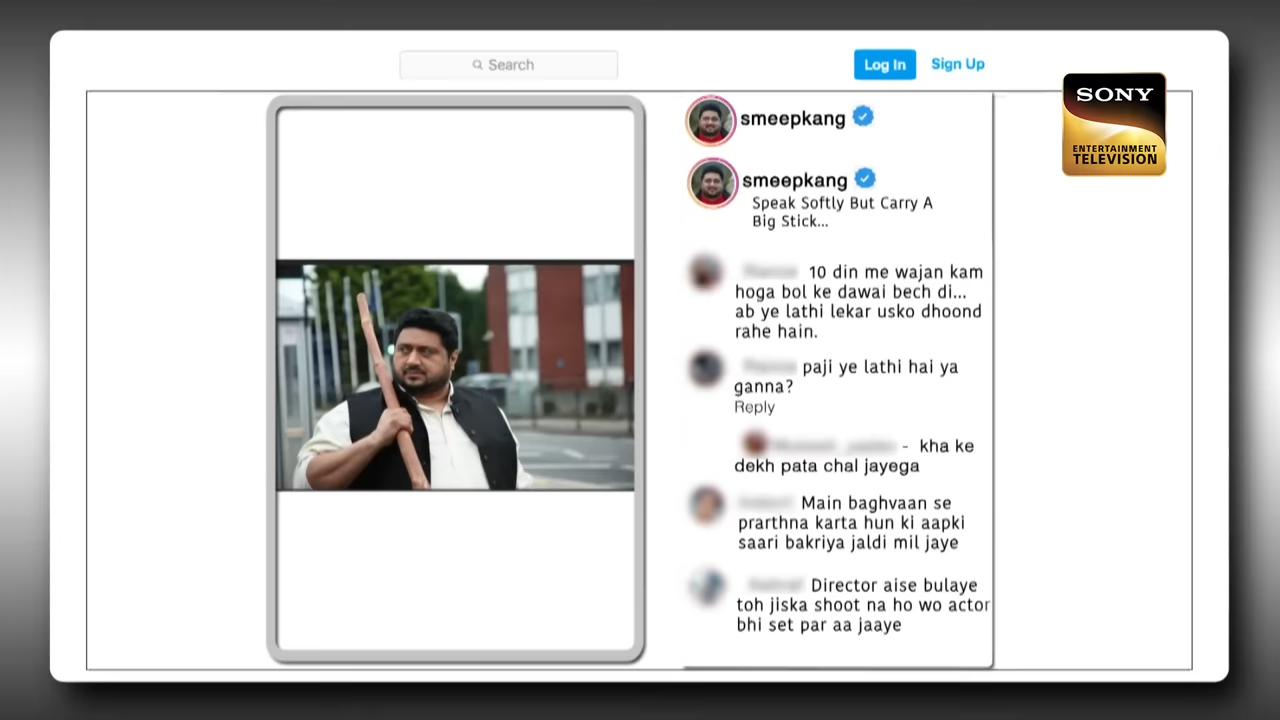 Search
Log In
Sign Up
SONY
ENTERTAINMENT
TELEVISION
smeepkang
smeepkang
Speak Softly But Carry A
Big Stick...
10 din me wajan kam
hoga bol ke dawai bech di...
ab ye lathi lekar usko dhoond
rahe hain.
paji ye lathi hai ya
ganna?
Reply
- kha ke
dekh pata chal jayega
Main baghvaan se
prarthna karta hun ki aapki
saari bakriya jaldi mil jaye
Director aise bulaye
toh jiska shoot na ho wo actor
bhi set par aa jaaye